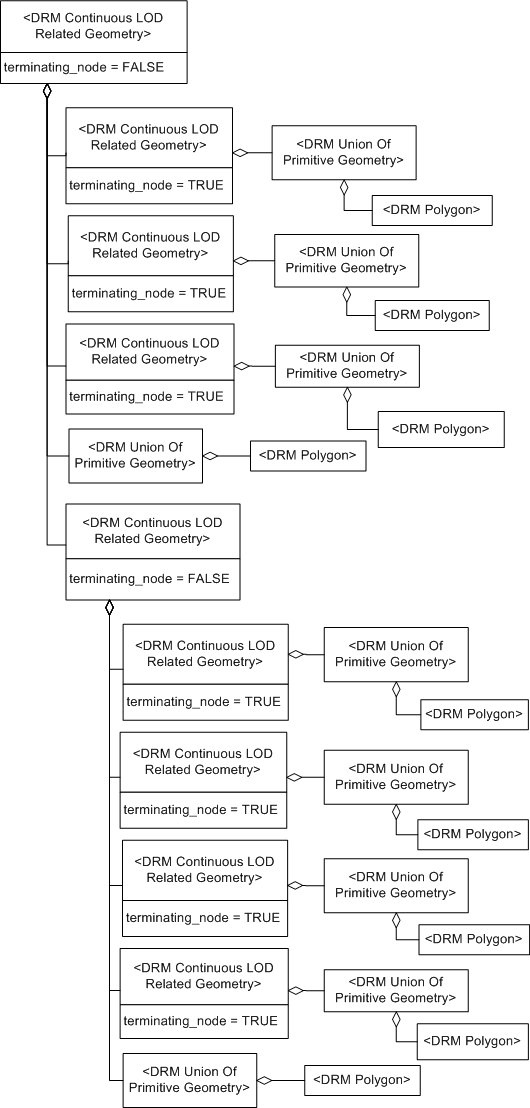 <DRM Continuous LOD
Related Geometry>
terminating_node = FALSE
<DRM Continuous LOD
Related Geometry>
terminating_node = TRUE
<DRM Union Of
Primitive Geometry>
<DRM Polygon>
<DRM Continuous LOD
Related Geometry>
terminating_node = TRUE
<DRM Union Of
Primitive Geometry>
<DRM Polygon>
<DRM Continuous LOD
Related Geometry>
terminating_node = TRUE
<DRM Union Of
Primitive Geometry>
<DRM Polygon>
<DRM Union Of
Primitive Geometry>
<DRM Polygon>
<DRM Continuous LOD
Related Geometry>
terminating_node = FALSE
<DRM Continuous LOD
Related Geometry>
terminating_node = TRUE
<DRM Union Of
Primitive Geometry>
<DRM Polygon>
<DRM Continuous LOD
Related Geometry>
terminating_node = TRUE
<DRM Union Of
Primitive Geometry>
<DRM Polygon>
<DRM Continuous LOD
Related Geometry>
terminating_node = TRUE
<DRM Union Of
Primitive Geometry>
<DRM Polygon>
<DRM Continuous LOD
Related Geometry>
terminating_node = TRUE
<DRM Union Of
Primitive Geometry>
<DRM Polygon>
<DRM Union Of
Primitive Geometry>
<DRM Polygon>